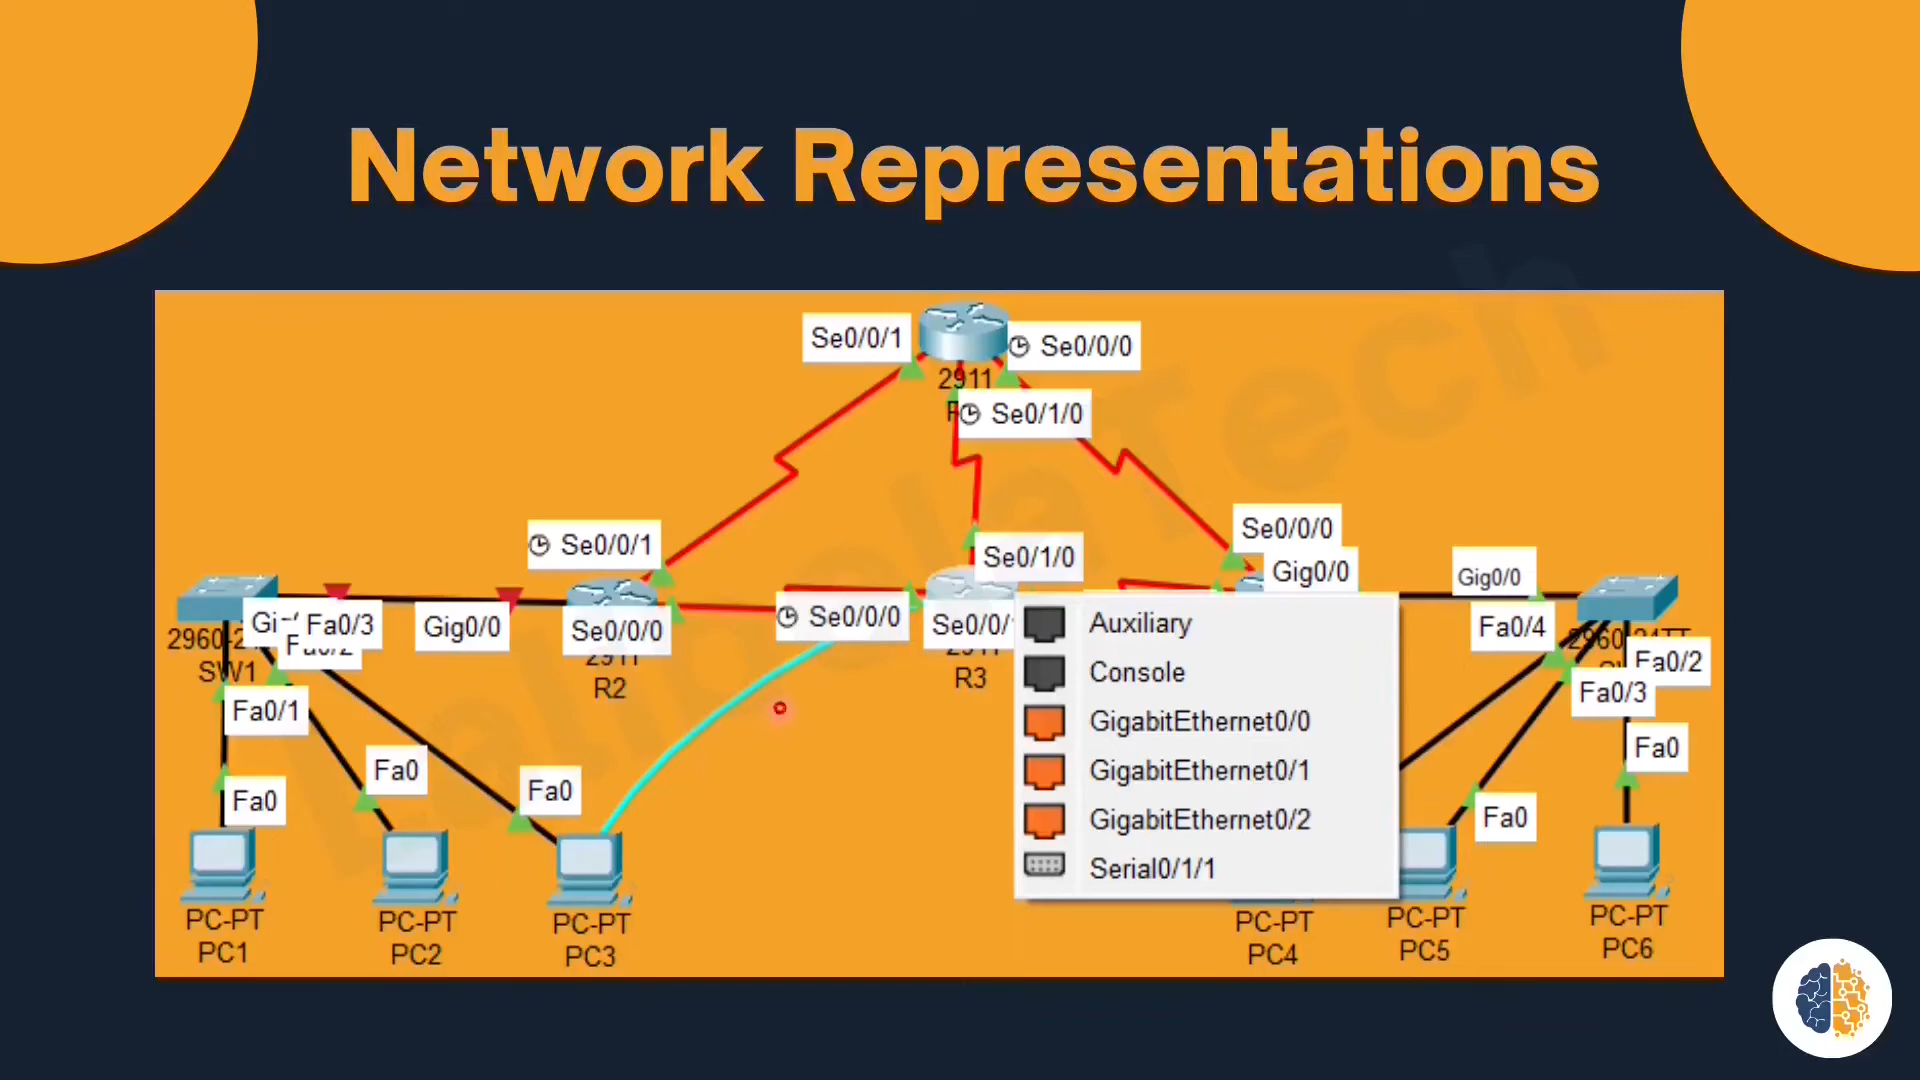 Network Representations
Se0/0/1
Se0/0/0
2911
Se0/1/0
Se0/0/1
Se0/1/0
Se0/0/0
Gig0/0
Gig0/0
Fa0/3
Gig0/0
Se0/0/0
Se0/0/0
Se0/0/
Fa0/4
Fa0/2
Fa0/3
SW1
R2
R3
Fa0/1
Fa0
Fa0
Fa0
Fa0
Fa0
Auxiliary
Console
GigabitEthernet0/0
GigabitEthernet0/1
GigabitEthernet0/2
Serial0/1/1
PC-PT
PC1
PC-PT
PC2
PC-PT
PC3
PC-PT
PC4
PC-PT
PC5
PC-PT
PC6